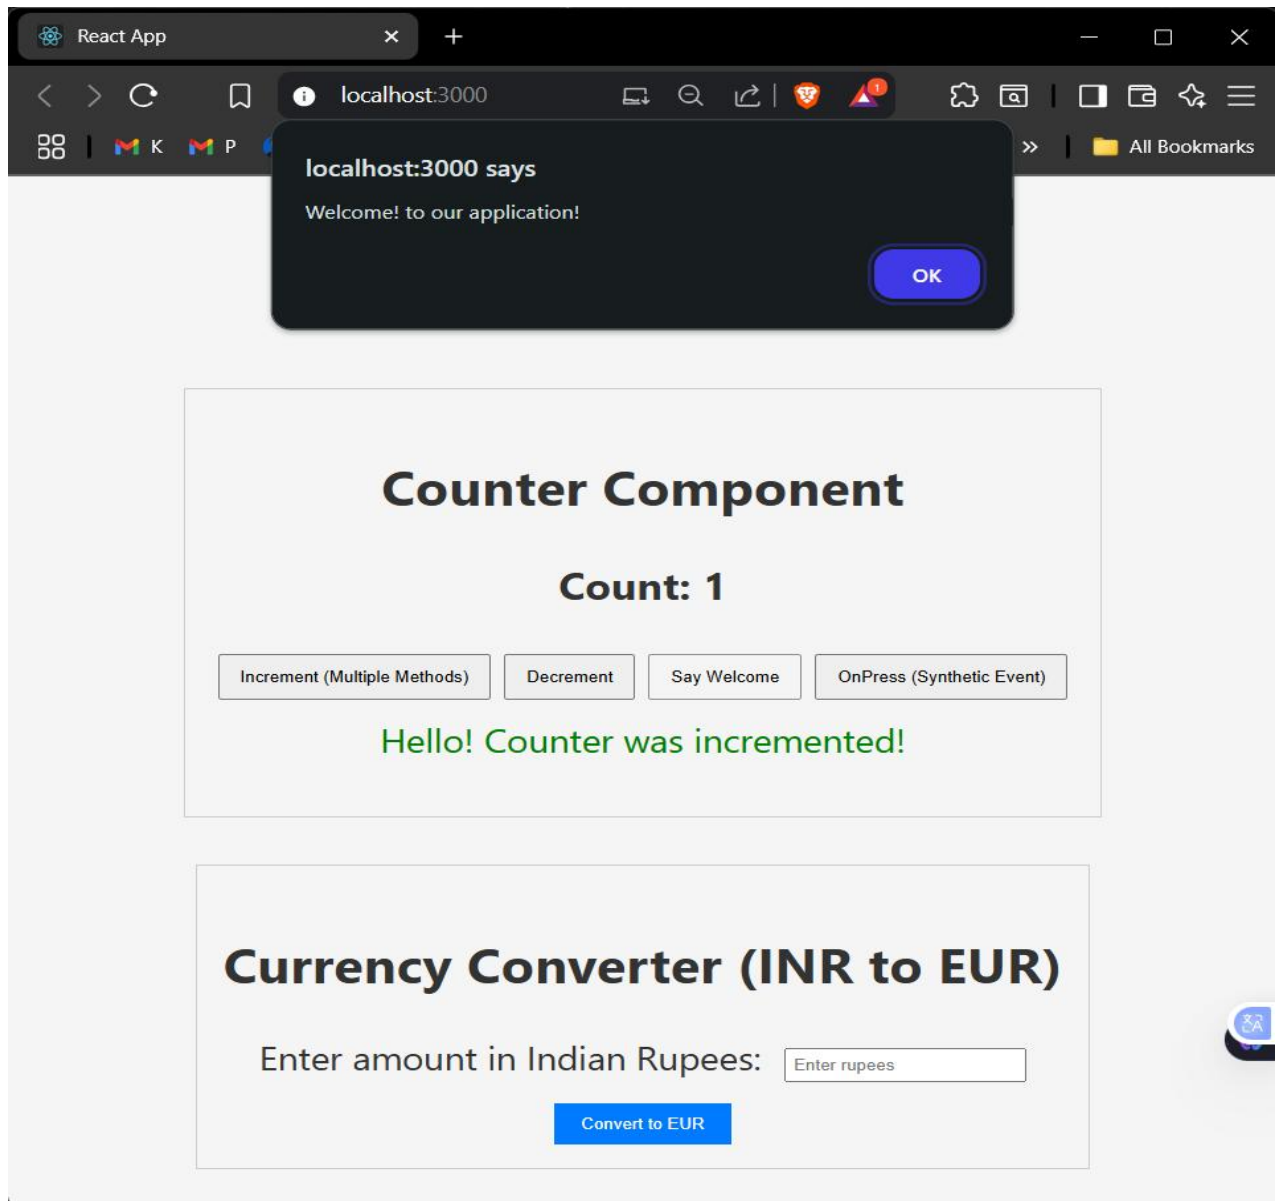 React App
localhost:3000
1
K P All Bookmarks
localhost:3000 says
Welcome! to our application!
OK
Counter Component
Count: 1
Increment (Multiple Methods) Decrement Say Welcome OnPress (Synthetic Event)
Hello! Counter was incremented!
Currency Converter (INR to EUR)
Enter amount in Indian Rupees: Enter rupees
Convert to EUR